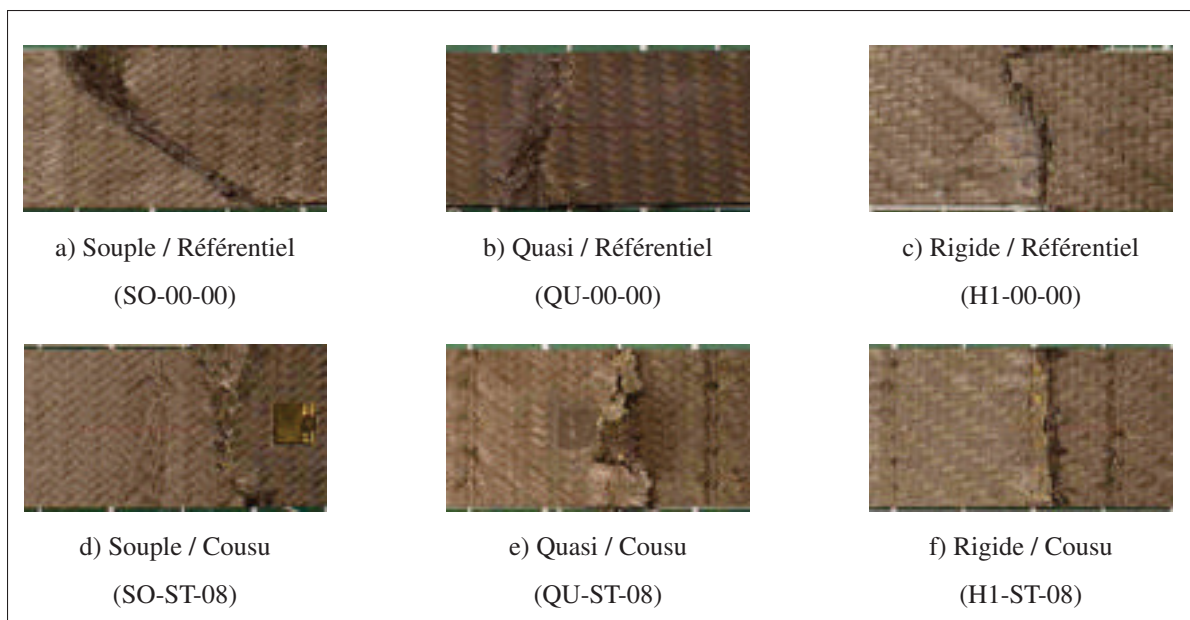 a) Souple / Référentiel
b) Quasi / Référentiel
c) Rigide / Référentiel
(SO-00-00)
(QU-00-00)
(H1-00-00)
d) Souple / Cousu
e) Quasi / Cousu
f) Rigide / Cousu
(SO-ST-08)
(QU-ST-08)
(H1-ST-08)